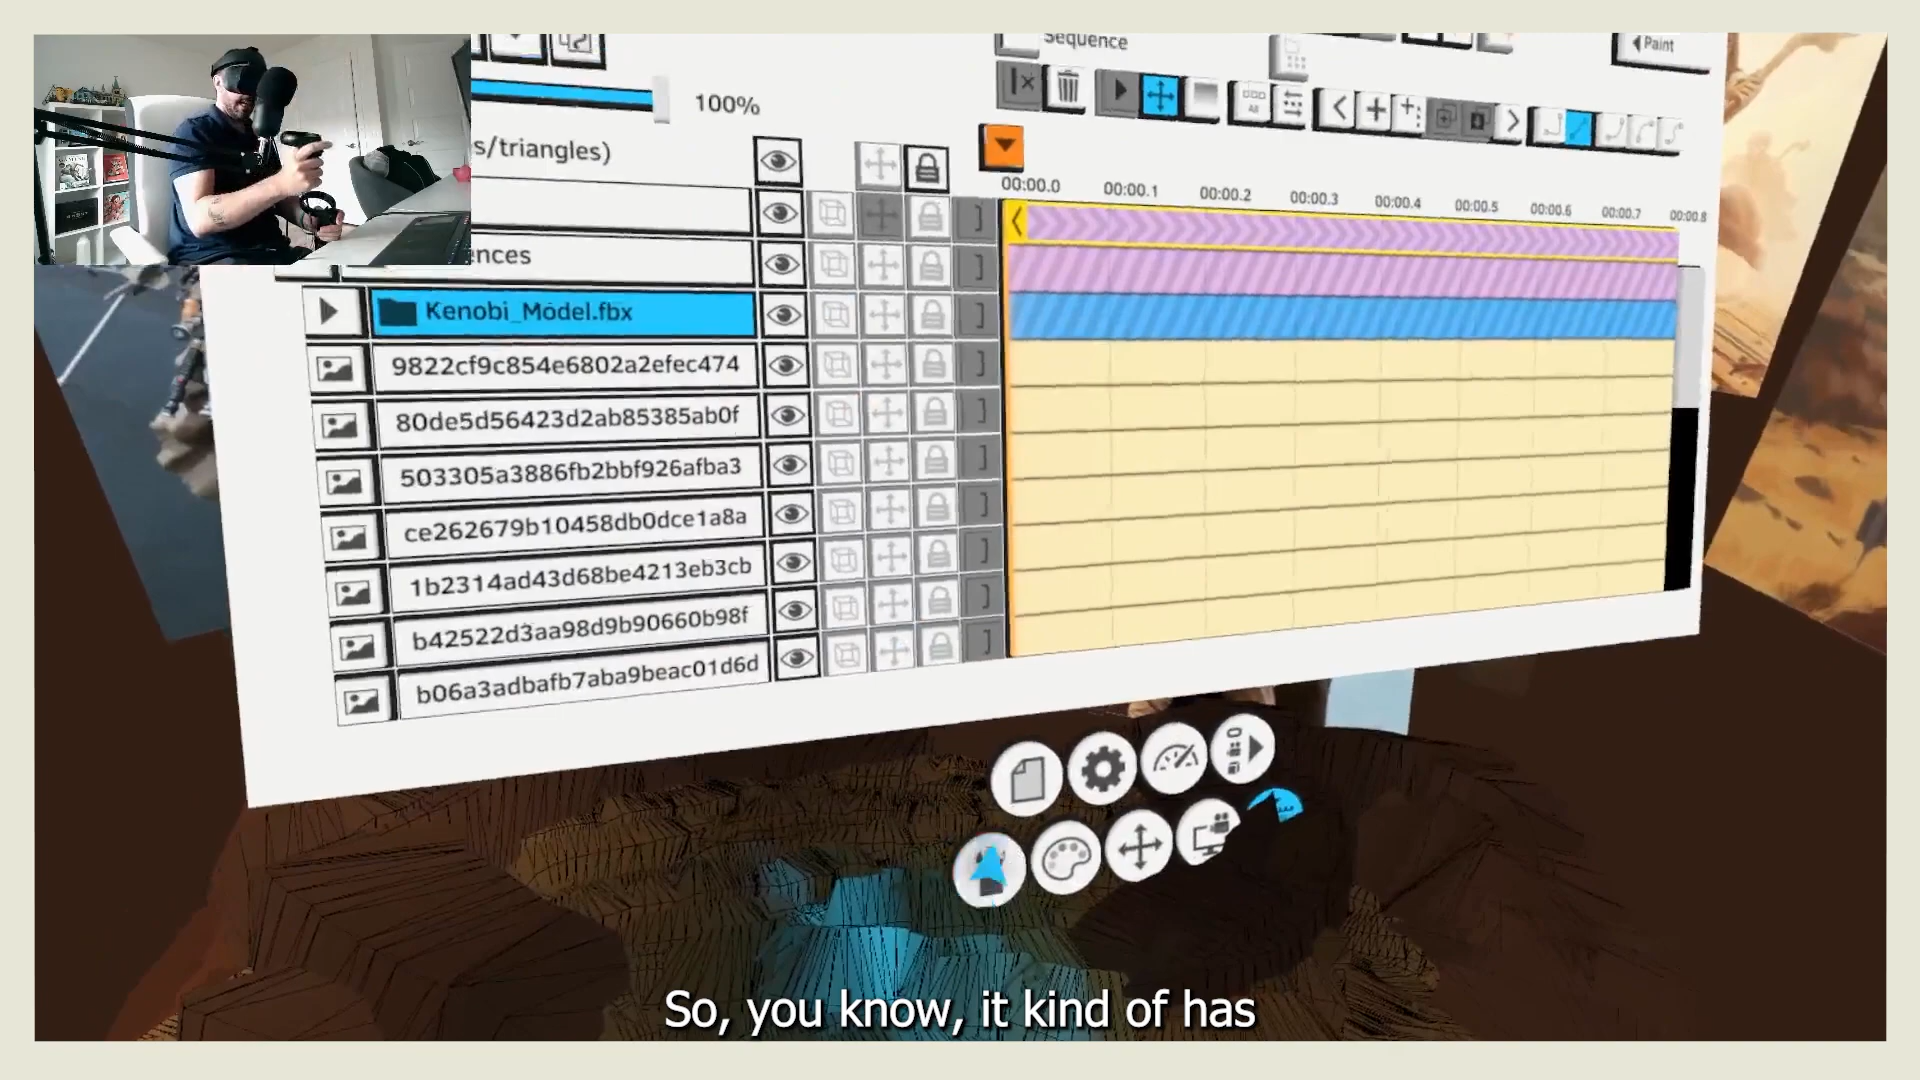 Sequence
Paint
100%
All
s/triangles)
00:00.0 00:00.1 00:00.2 00:00.3 00:00.4 00:00.5 00:00.6 00:00.7 00:00.8
ences
Kenobi_Model.fbx
9822cf9c854e6802a2efec474
80de5d56423d2ab85385ab0f
503305a3886fb2bbf926afba3
ce262679b10458db0dce1a8a
1b2314ad43d68be4213eb3cb
b42522d3aa98d9b90660b98f
b06a3adbafb7aba9beac01d6d
So, you know, it kind of has